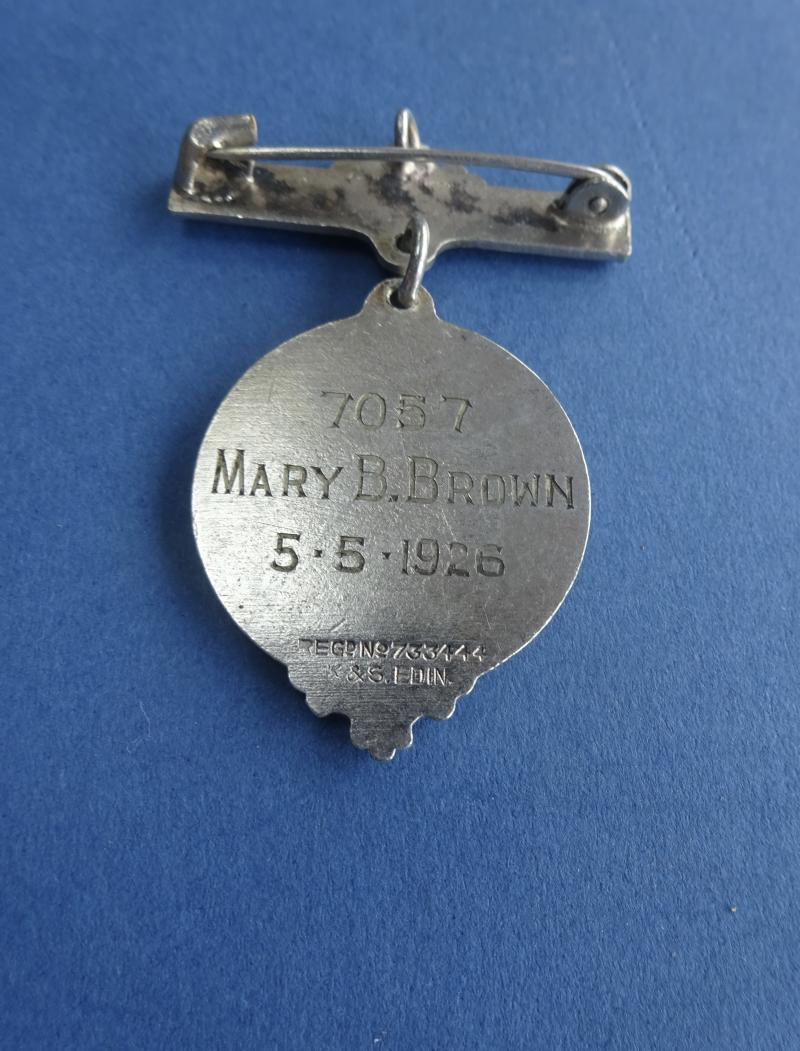 7057
MARY B. BROWN
5·5·1926
REGD. No 733444
K&S. EDIN.